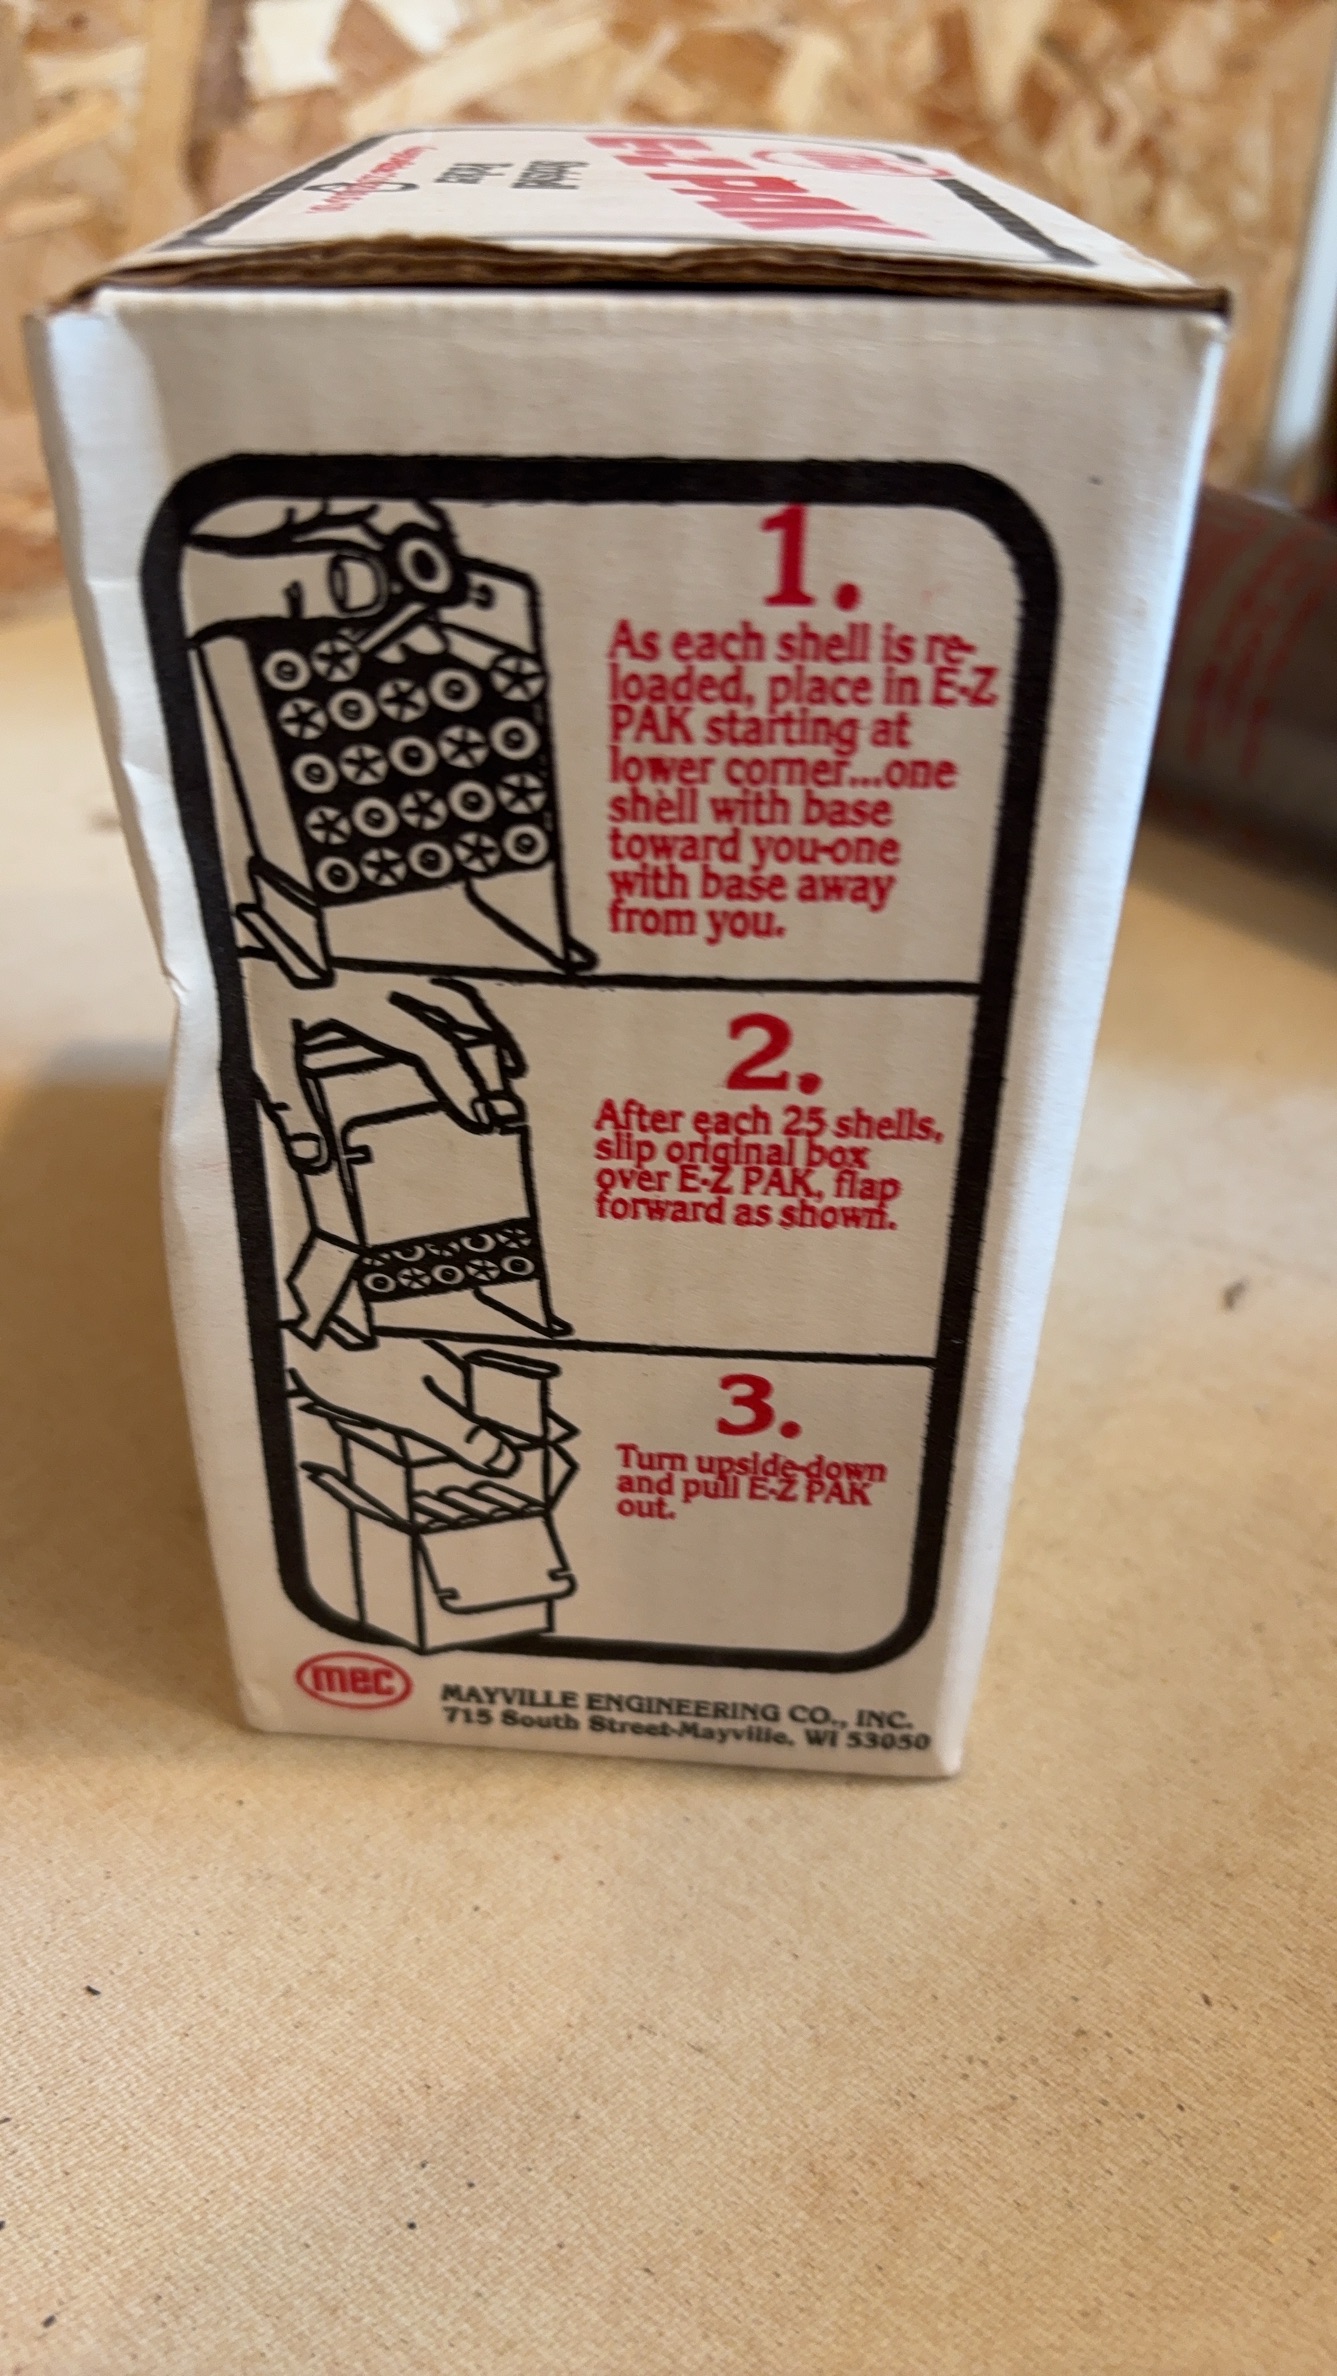 E-Z PAK
1.
As each shell is re-
loaded, place in E-Z
PAK starting at
lower corner...one
shell with base
toward you-one
with base away
from you.
2.
After each 25 shells,
slip original box
over E-Z PAK, flap
forward as shown.
3.
Turn upside-down
and pull E-Z PAK
out.
mec
MAYVILLE ENGINEERING CO., INC.
715 South Street-Mayville, WI 53050